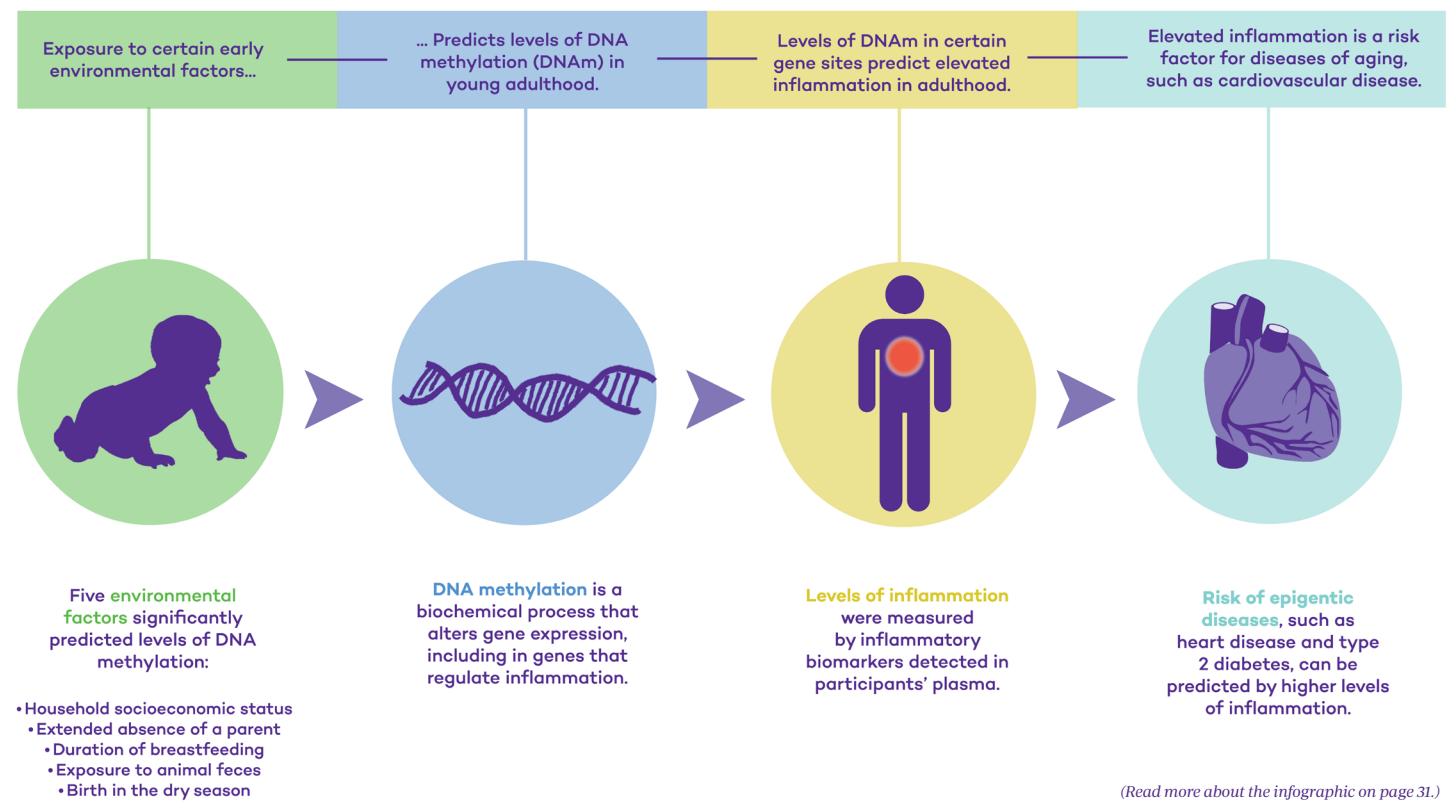 Exposure to certain early
environmental factors...
... Predicts levels of DNA
methylation (DNAm) in
young adulthood.
Levels of DNAm in certain
gene sites predict elevated
inflammation in adulthood.
Elevated inflammation is a risk
factor for diseases of aging,
such as cardiovascular disease.
Five environmental
factors significantly
predicted levels of DNA
methylation:
• Household socioeconomic status
• Extended absence of a parent
• Duration of breastfeeding
• Exposure to animal feces
• Birth in the dry season
DNA methylation is a
biochemical process that
alters gene expression,
including in genes that
regulate inflammation.
Levels of inflammation
were measured
by inflammatory
biomarkers detected in
participants’ plasma.
Risk of epigentic
diseases, such as
heart disease and type
2 diabetes, can be
predicted by higher levels
of inflammation.
(Read more about the infographic on page 31.)